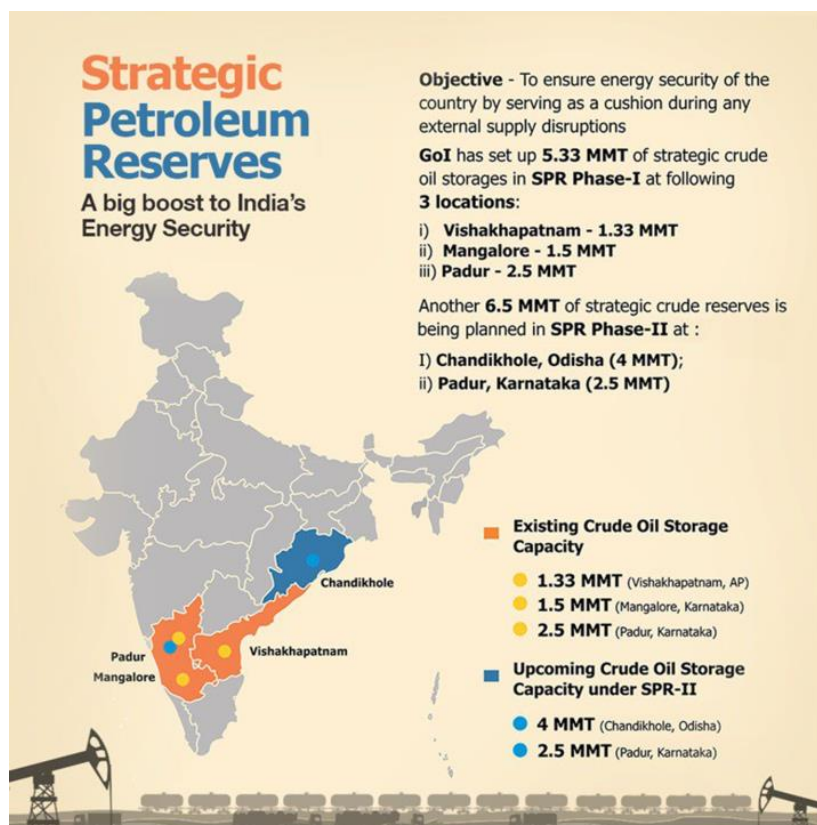 Strategic
Petroleum
Reserves
A big boost to India's
Energy Security
Objective - To ensure energy security of the
country by serving as a cushion during any
external supply disruptions
GoI has set up 5.33 MMT of strategic crude
oil storages in SPR Phase-I at following
3 locations:
i) Vishakhapatnam - 1.33 MMT
ii) Mangalore - 1.5 MMT
iii) Padur - 2.5 MMT
Another 6.5 MMT of strategic crude reserves is
being planned in SPR Phase-II at :
I) Chandikhole, Odisha (4 MMT);
ii) Padur, Karnataka (2.5 MMT)
Chandikhole
Vishakhapatnam
Padur
Mangalore
Existing Crude Oil Storage
Capacity
1.33 MMT (Vishakhapatnam, AP)
1.5 MMT (Mangalore, Karnataka)
2.5 MMT (Padur, Karnataka)
Upcoming Crude Oil Storage
Capacity under SPR-II
4 MMT (Chandikhole, Odisha)
2.5 MMT (Padur, Karnataka)